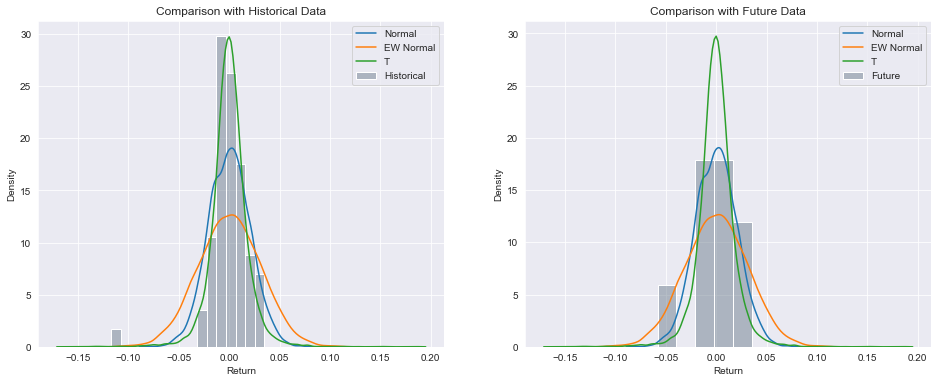 Comparison with Historical Data
Normal
EW Normal
T
Historical
30
25
20
15
10
5
0
Density
−0.15
−0.10
−0.05
0.00
0.05
0.10
0.15
0.20
Return
Comparison with Future Data
Normal
EW Normal
T
Future
30
25
20
15
10
5
0
Density
−0.15
−0.10
−0.05
0.00
0.05
0.10
0.15
0.20
Return